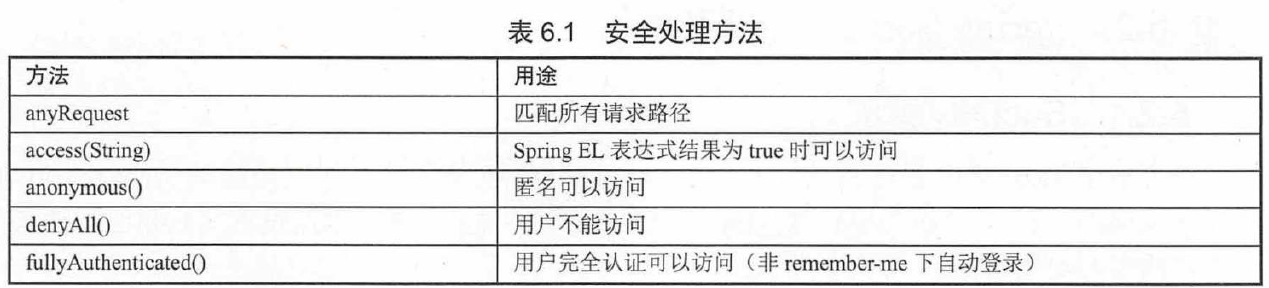 表 6.1 安全处理方法
方法 用途
anyRequest 匹配所有请求路径
access(String) Spring EL 表达式结果为 true 时可以访问
anonymous() 匿名可以访问
denyAll() 用户不能访问
fullyAuthenticated() 用户完全认证可以访问（非 remember-me 下自动登录）